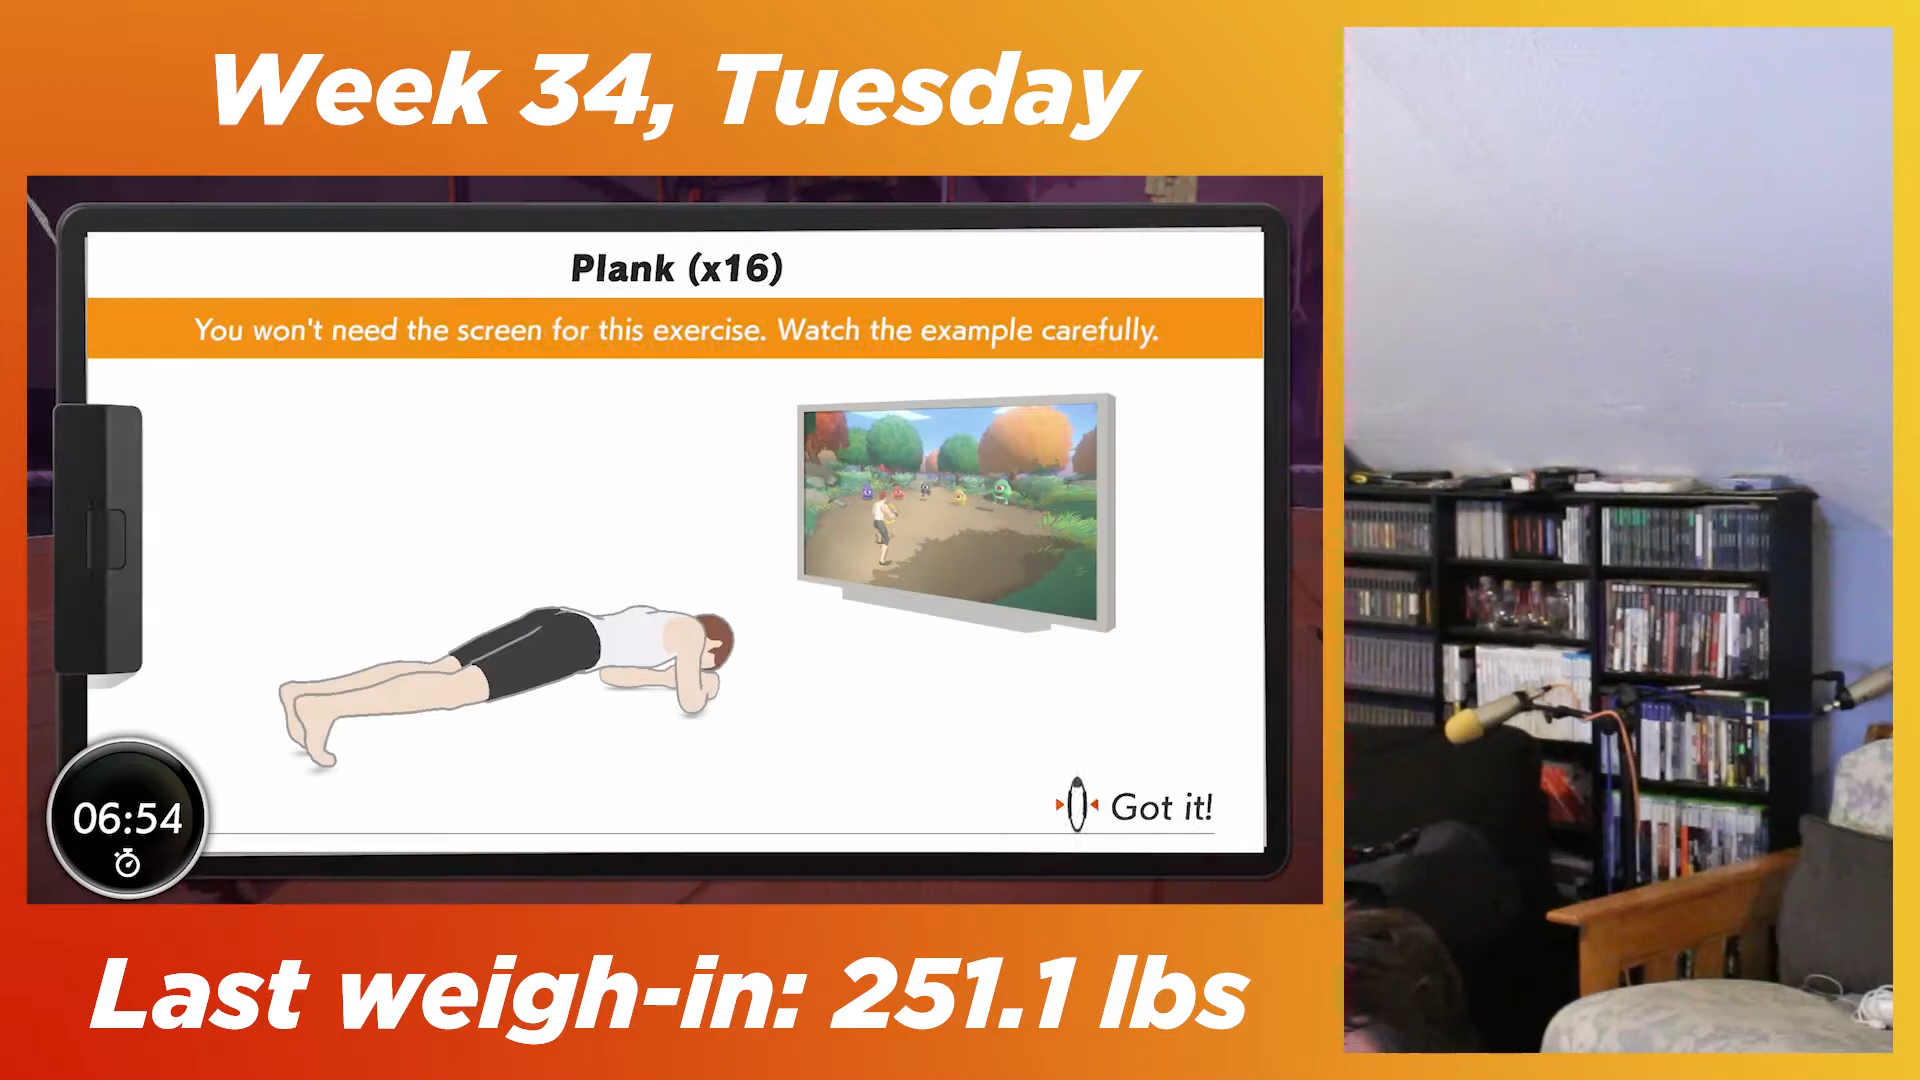 Week 34, Tuesday
Plank (x16)
You won't need the screen for this exercise. Watch the example carefully.
06:54
Got it!
Last weigh-in: 251.1 lbs